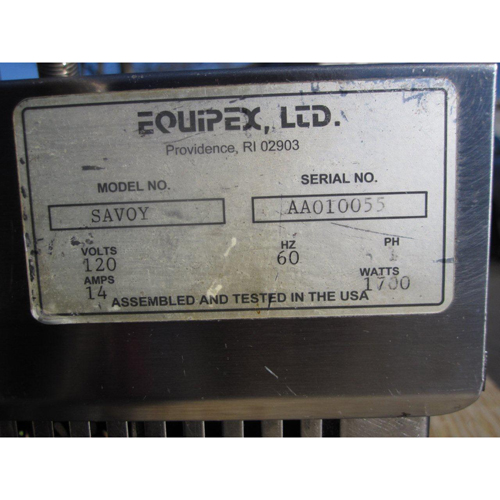 EQUIPEX, LTD.
Providence, RI 02903
MODEL NO. SERIAL NO.
SAVOY AA010055
VOLTS HZ PH
120 60 1
AMPS WATTS
14 1700
ASSEMBLED AND TESTED IN THE USA